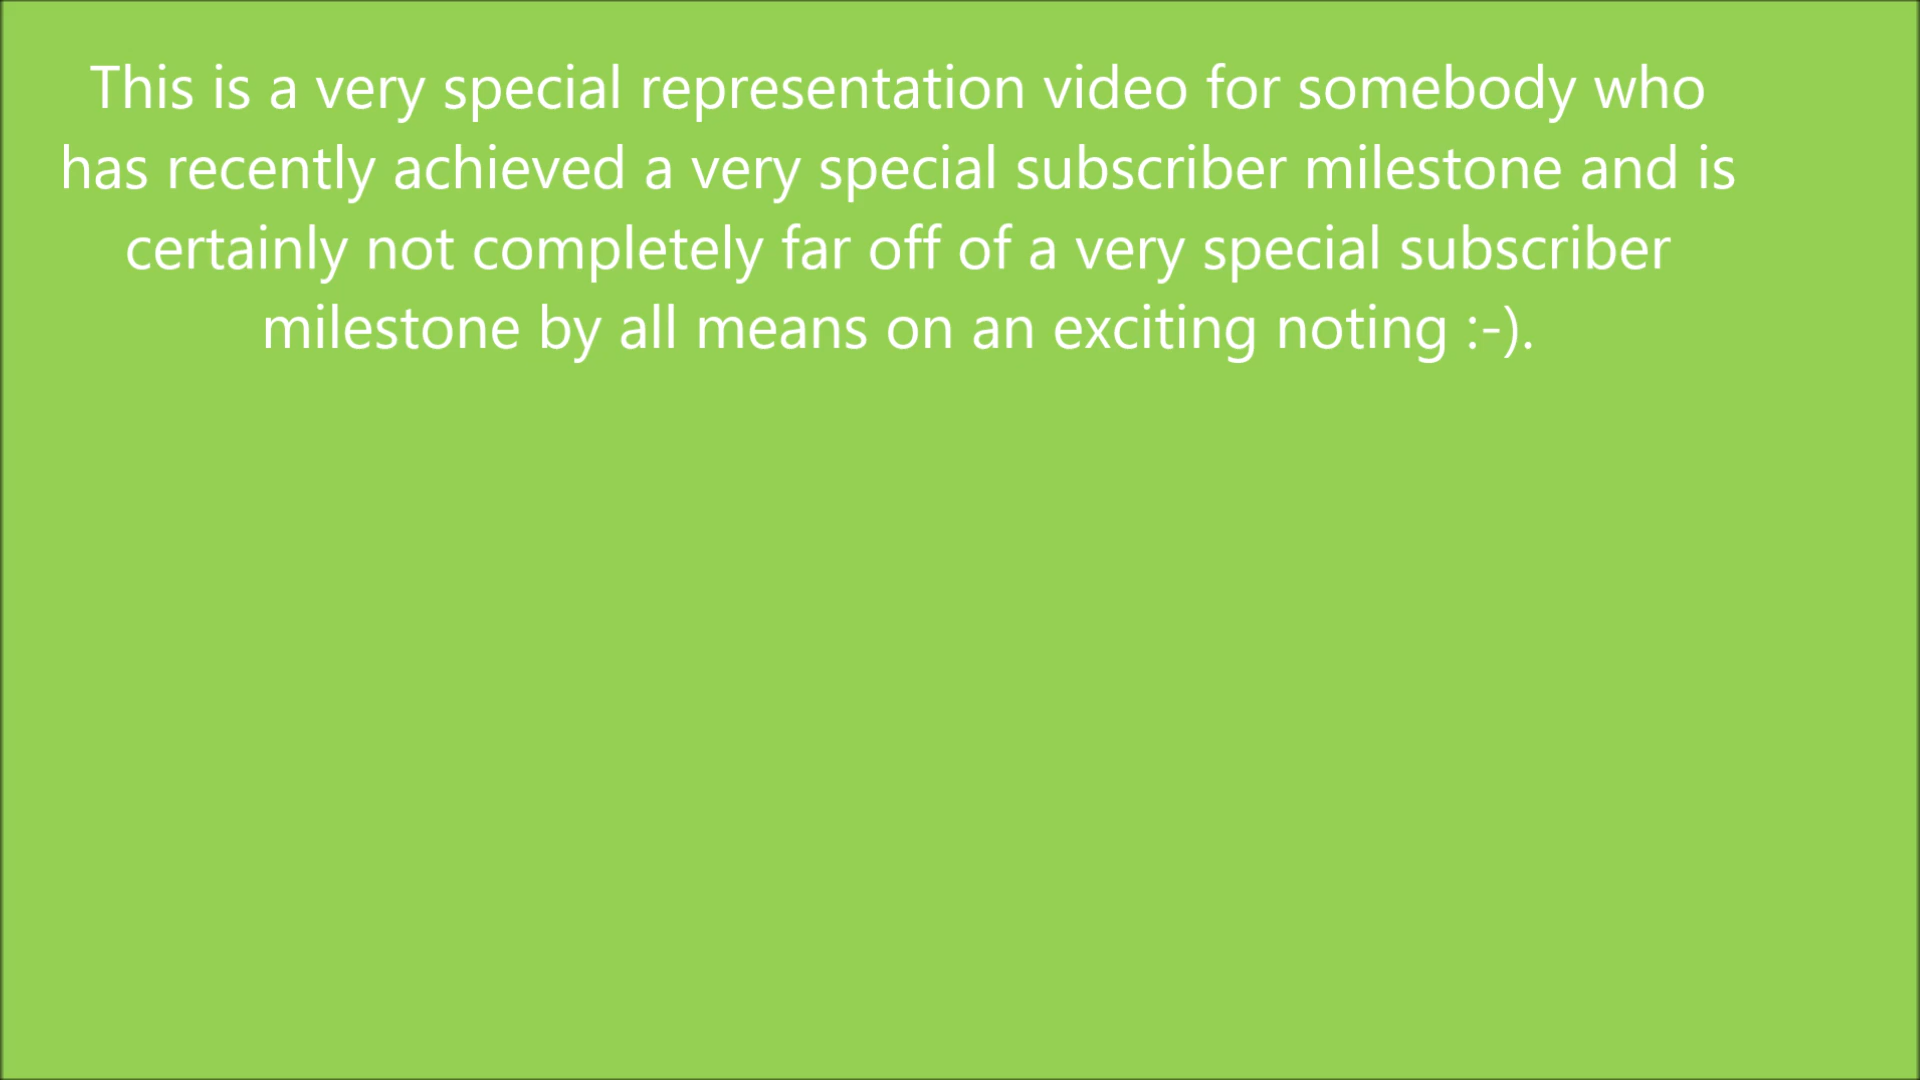 This is a very special representation video for somebody who
has recently achieved a very special subscriber milestone and is
certainly not completely far off of a very special subscriber
milestone by all means on an exciting noting :-).